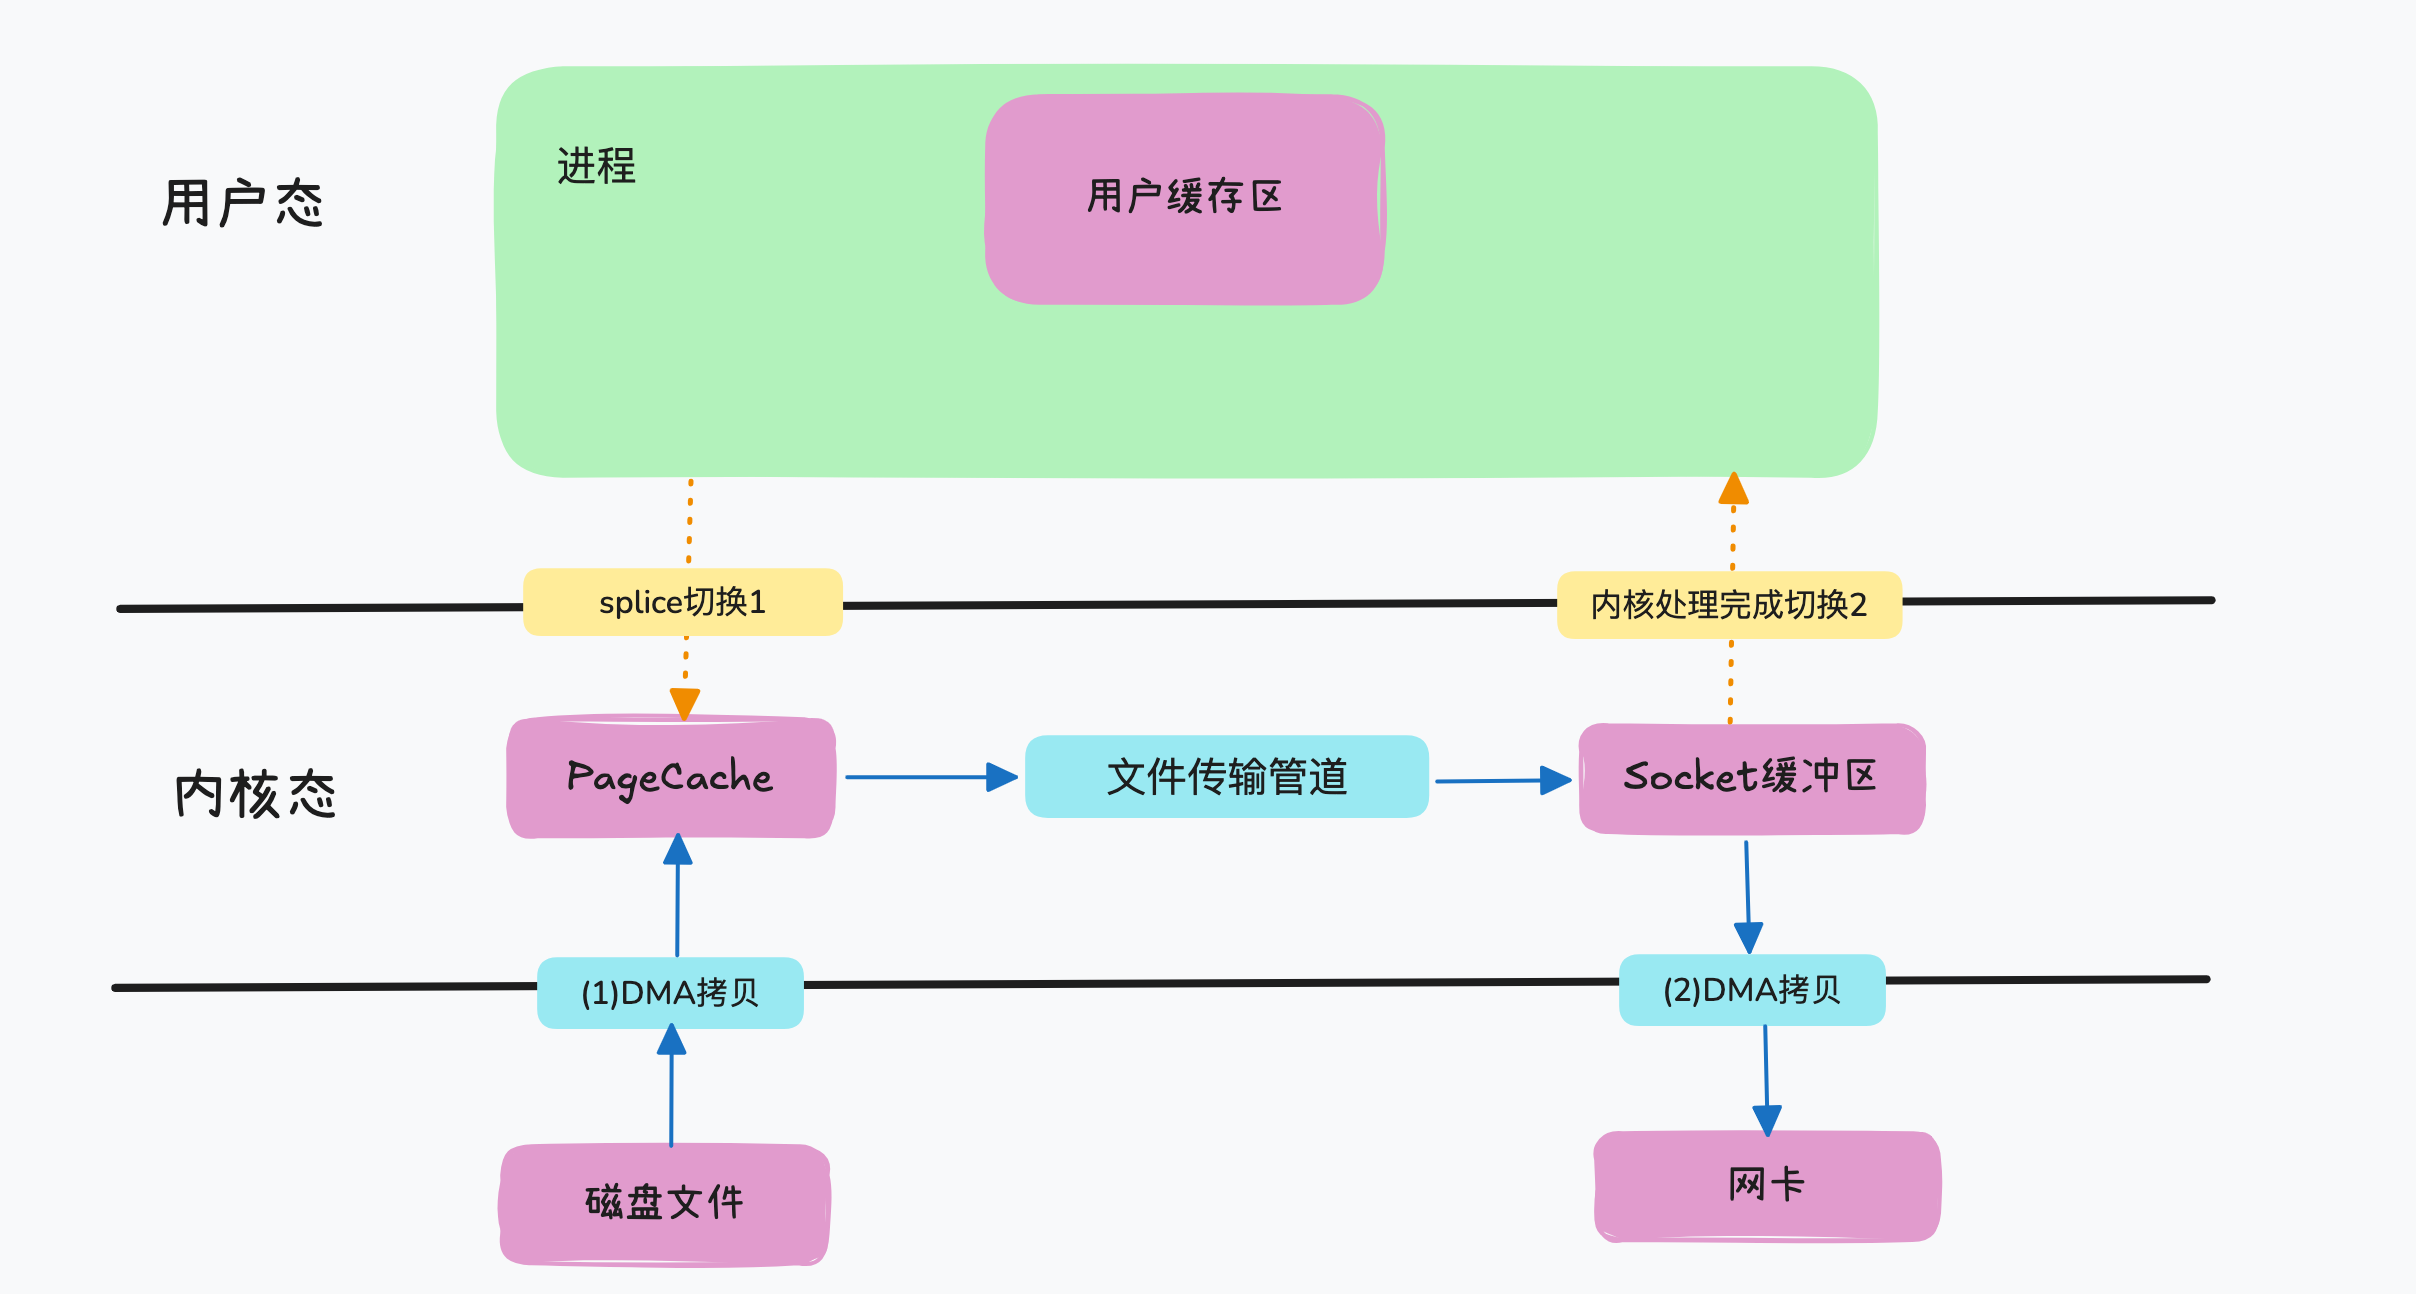 进程
用户缓存区
用户态
splice切换1
内核处理完成切换2
内核态
PageCache
文件传输管道
Socket缓冲区
(1)DMA拷贝
(2)DMA拷贝
磁盘文件
网卡